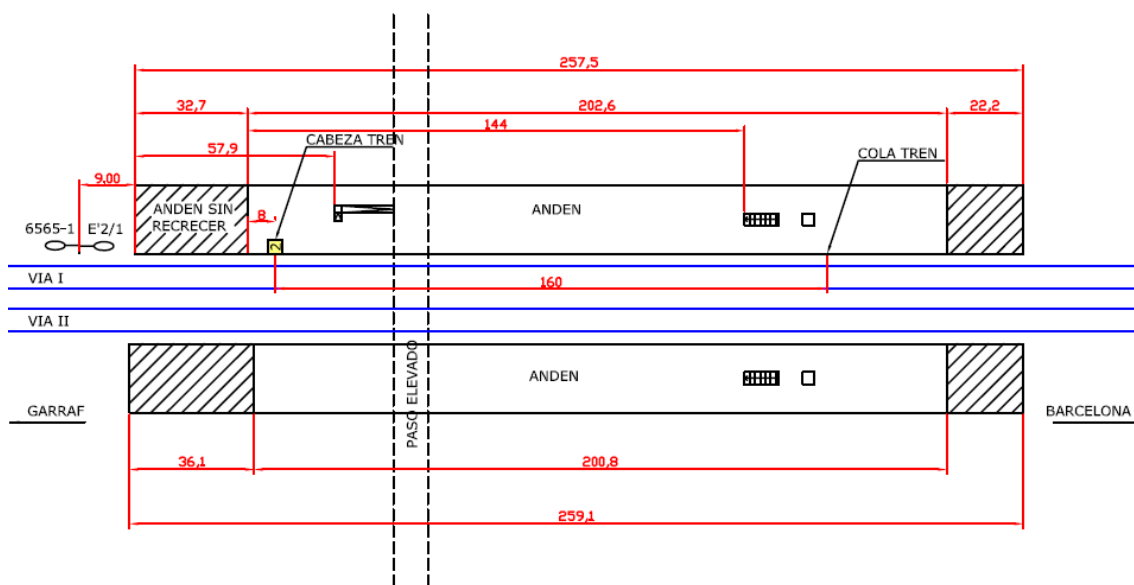 257,5
32,7
202,6
22,2
144
CABEZA TREN
57,9
COLA TREN
9.00
ANDEN SIN
RECRECER
ANDEN
8
6565-1
E'2/1
2
VIA I
160
VIA II
PASO ELEVADO
ANDEN
GARRAF
BARCELONA
36,1
200,8
259,1